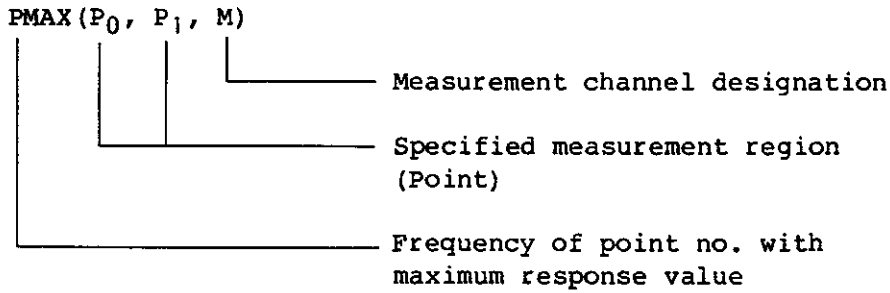 PMAX(P0, P1, M)
Measurement channel designation
Specified measurement region
(Point)
Frequency of point no. with
maximum response value